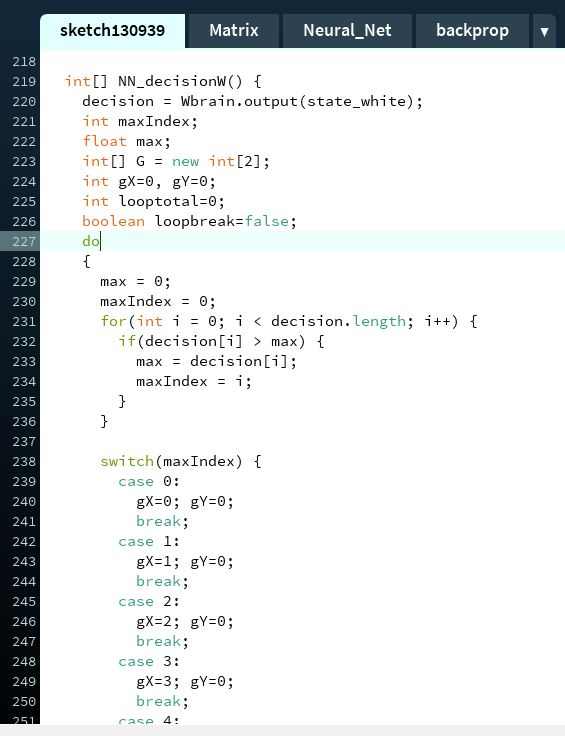 sketch130939 Matrix Neural_Net backprop ▼
218
219 int[] NN_decisionW() {
220 decision = Wbrain.output(state_white);
221 int maxIndex;
222 float max;
223 int[] G = new int[2];
224 int gX=0, gY=0;
225 int looptotal=0;
226 boolean loopbreak=false;
227 do
228 {
229 max = 0;
230 maxIndex = 0;
231 for(int i = 0; i < decision.length; i++) {
232 if(decision[i] > max) {
233 max = decision[i];
234 maxIndex = i;
235 }
236 }
237
238 switch(maxIndex) {
239 case 0:
240 gX=0; gY=0;
241 break;
242 case 1:
243 gX=1; gY=0;
244 break;
245 case 2:
246 gX=2; gY=0;
247 break;
248 case 3:
249 gX=3; gY=0;
250 break;
251 case 4: